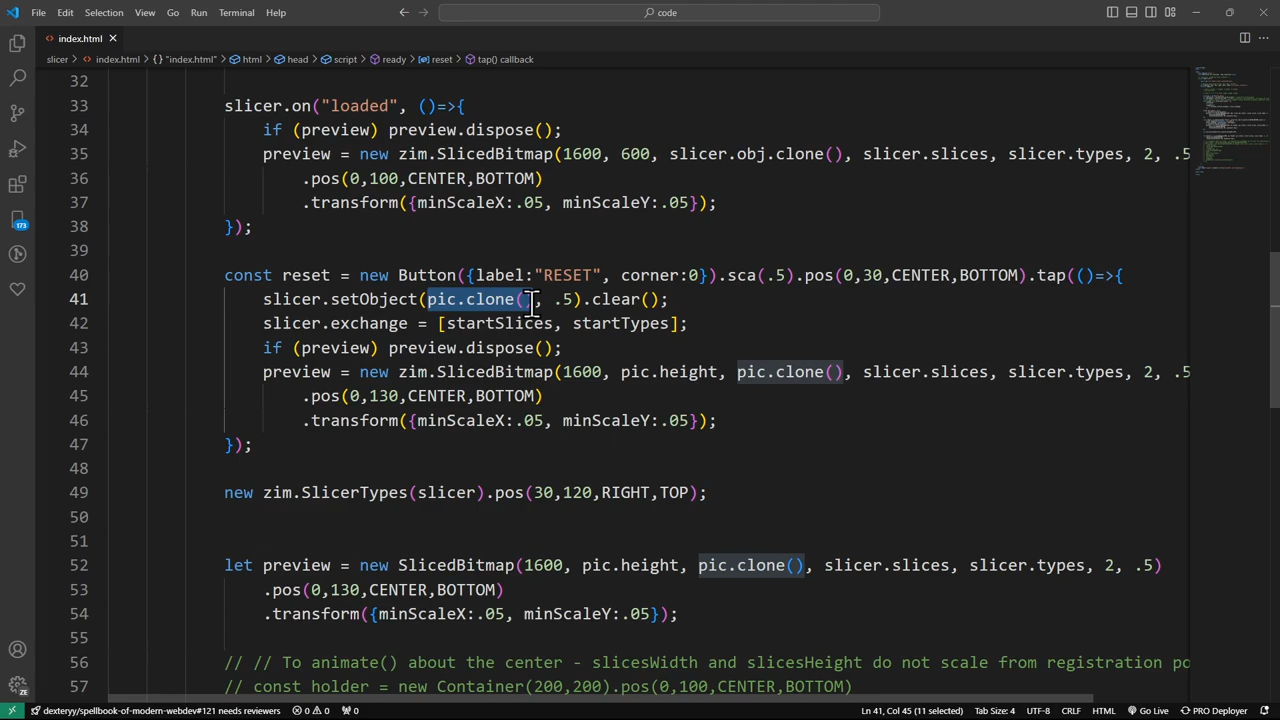 File Edit Selection View Go Run Terminal Help
code
index.html
slicer > index.html > "index.html" > html > head > script > ready > reset > tap() callback
32
33 slicer.on("loaded", ()=>{
34 if (preview) preview.dispose();
35 preview = new zim.SlicedBitmap(1600, 600, slicer.obj.clone(), slicer.slices, slicer.types, 2, .5
36 .pos(0,100,CENTER,BOTTOM)
37 .transform({minScaleX:.05, minScaleY:.05});
38 });
39
40 const reset = new Button({label:"RESET", corner:0}).sca(.5).pos(0,30,CENTER,BOTTOM).tap(()=>{
41 slicer.setObject(pic.clone(), .5).clear();
42 slicer.exchange = [startSlices, startTypes];
43 if (preview) preview.dispose();
44 preview = new zim.SlicedBitmap(1600, pic.height, pic.clone(), slicer.slices, slicer.types, 2, .5
45 .pos(0,130,CENTER,BOTTOM)
46 .transform({minScaleX:.05, minScaleY:.05});
47 });
48
49 new zim.SlicerTypes(slicer).pos(30,120,RIGHT,TOP);
50
51
52 let preview = new SlicedBitmap(1600, pic.height, pic.clone(), slicer.slices, slicer.types, 2, .5)
53 .pos(0,130,CENTER,BOTTOM)
54 .transform({minScaleX:.05, minScaleY:.05});
55
56 // // To animate() about the center - slicesWidth and slicesHeight do not scale from registration po
57 // const holder = new Container(200,200).pos(0,100,CENTER,BOTTOM)
173
ZE
dexteryy/spellbook-of-modern-webdev#121 needs reviewers 0 0 0 Ln 41, Col 45 (11 selected) Tab Size: 4 UTF-8 CRLF HTML Go Live PRO Deployer